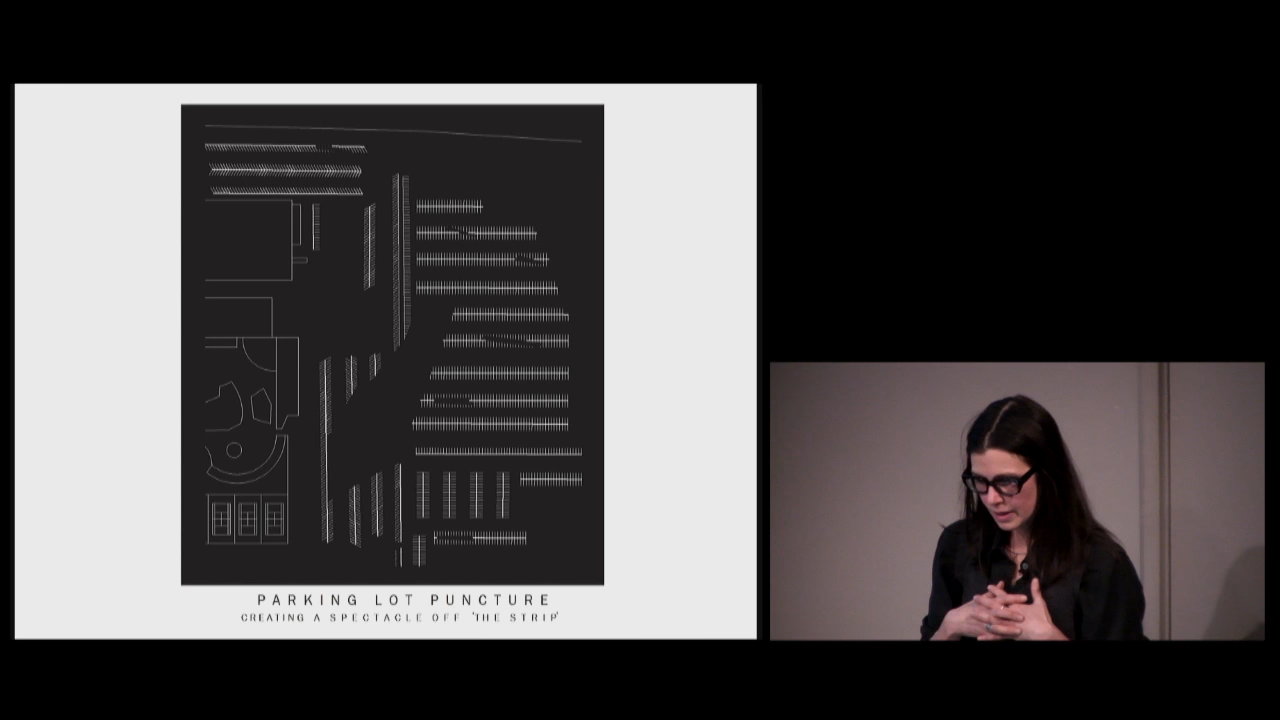 PARKING LOT PUNCTURE
CREATING A SPECTACLE OFF 'THE STRIP'